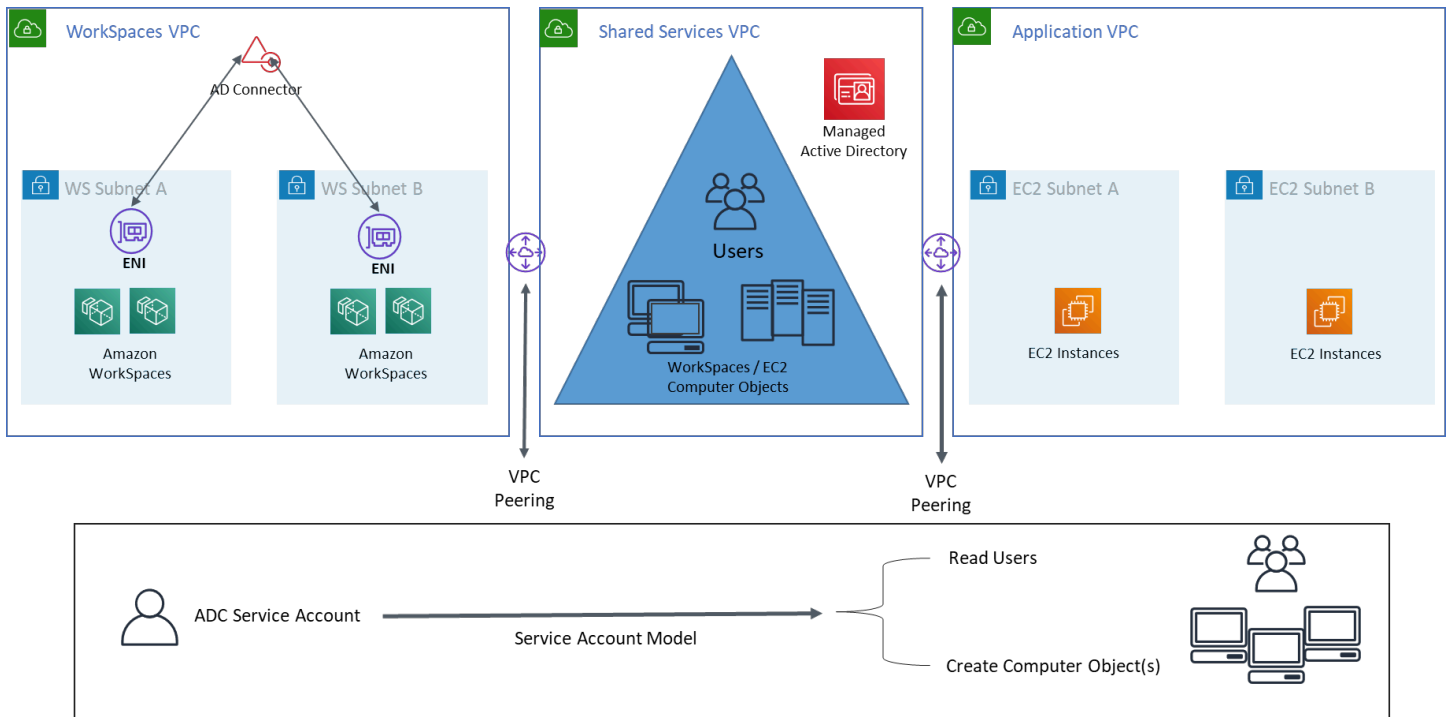 WorkSpaces VPC
AD Connector
WS Subnet A
WS Subnet B
ENI
ENI
Amazon
WorkSpaces
Amazon
WorkSpaces
Shared Services VPC
Managed
Active Directory
Users
WorkSpaces / EC2
Computer Objects
Application VPC
EC2 Subnet A
EC2 Subnet B
EC2 Instances
EC2 Instances
VPC
Peering
VPC
Peering
ADC Service Account
Service Account Model
Read Users
Create Computer Object(s)